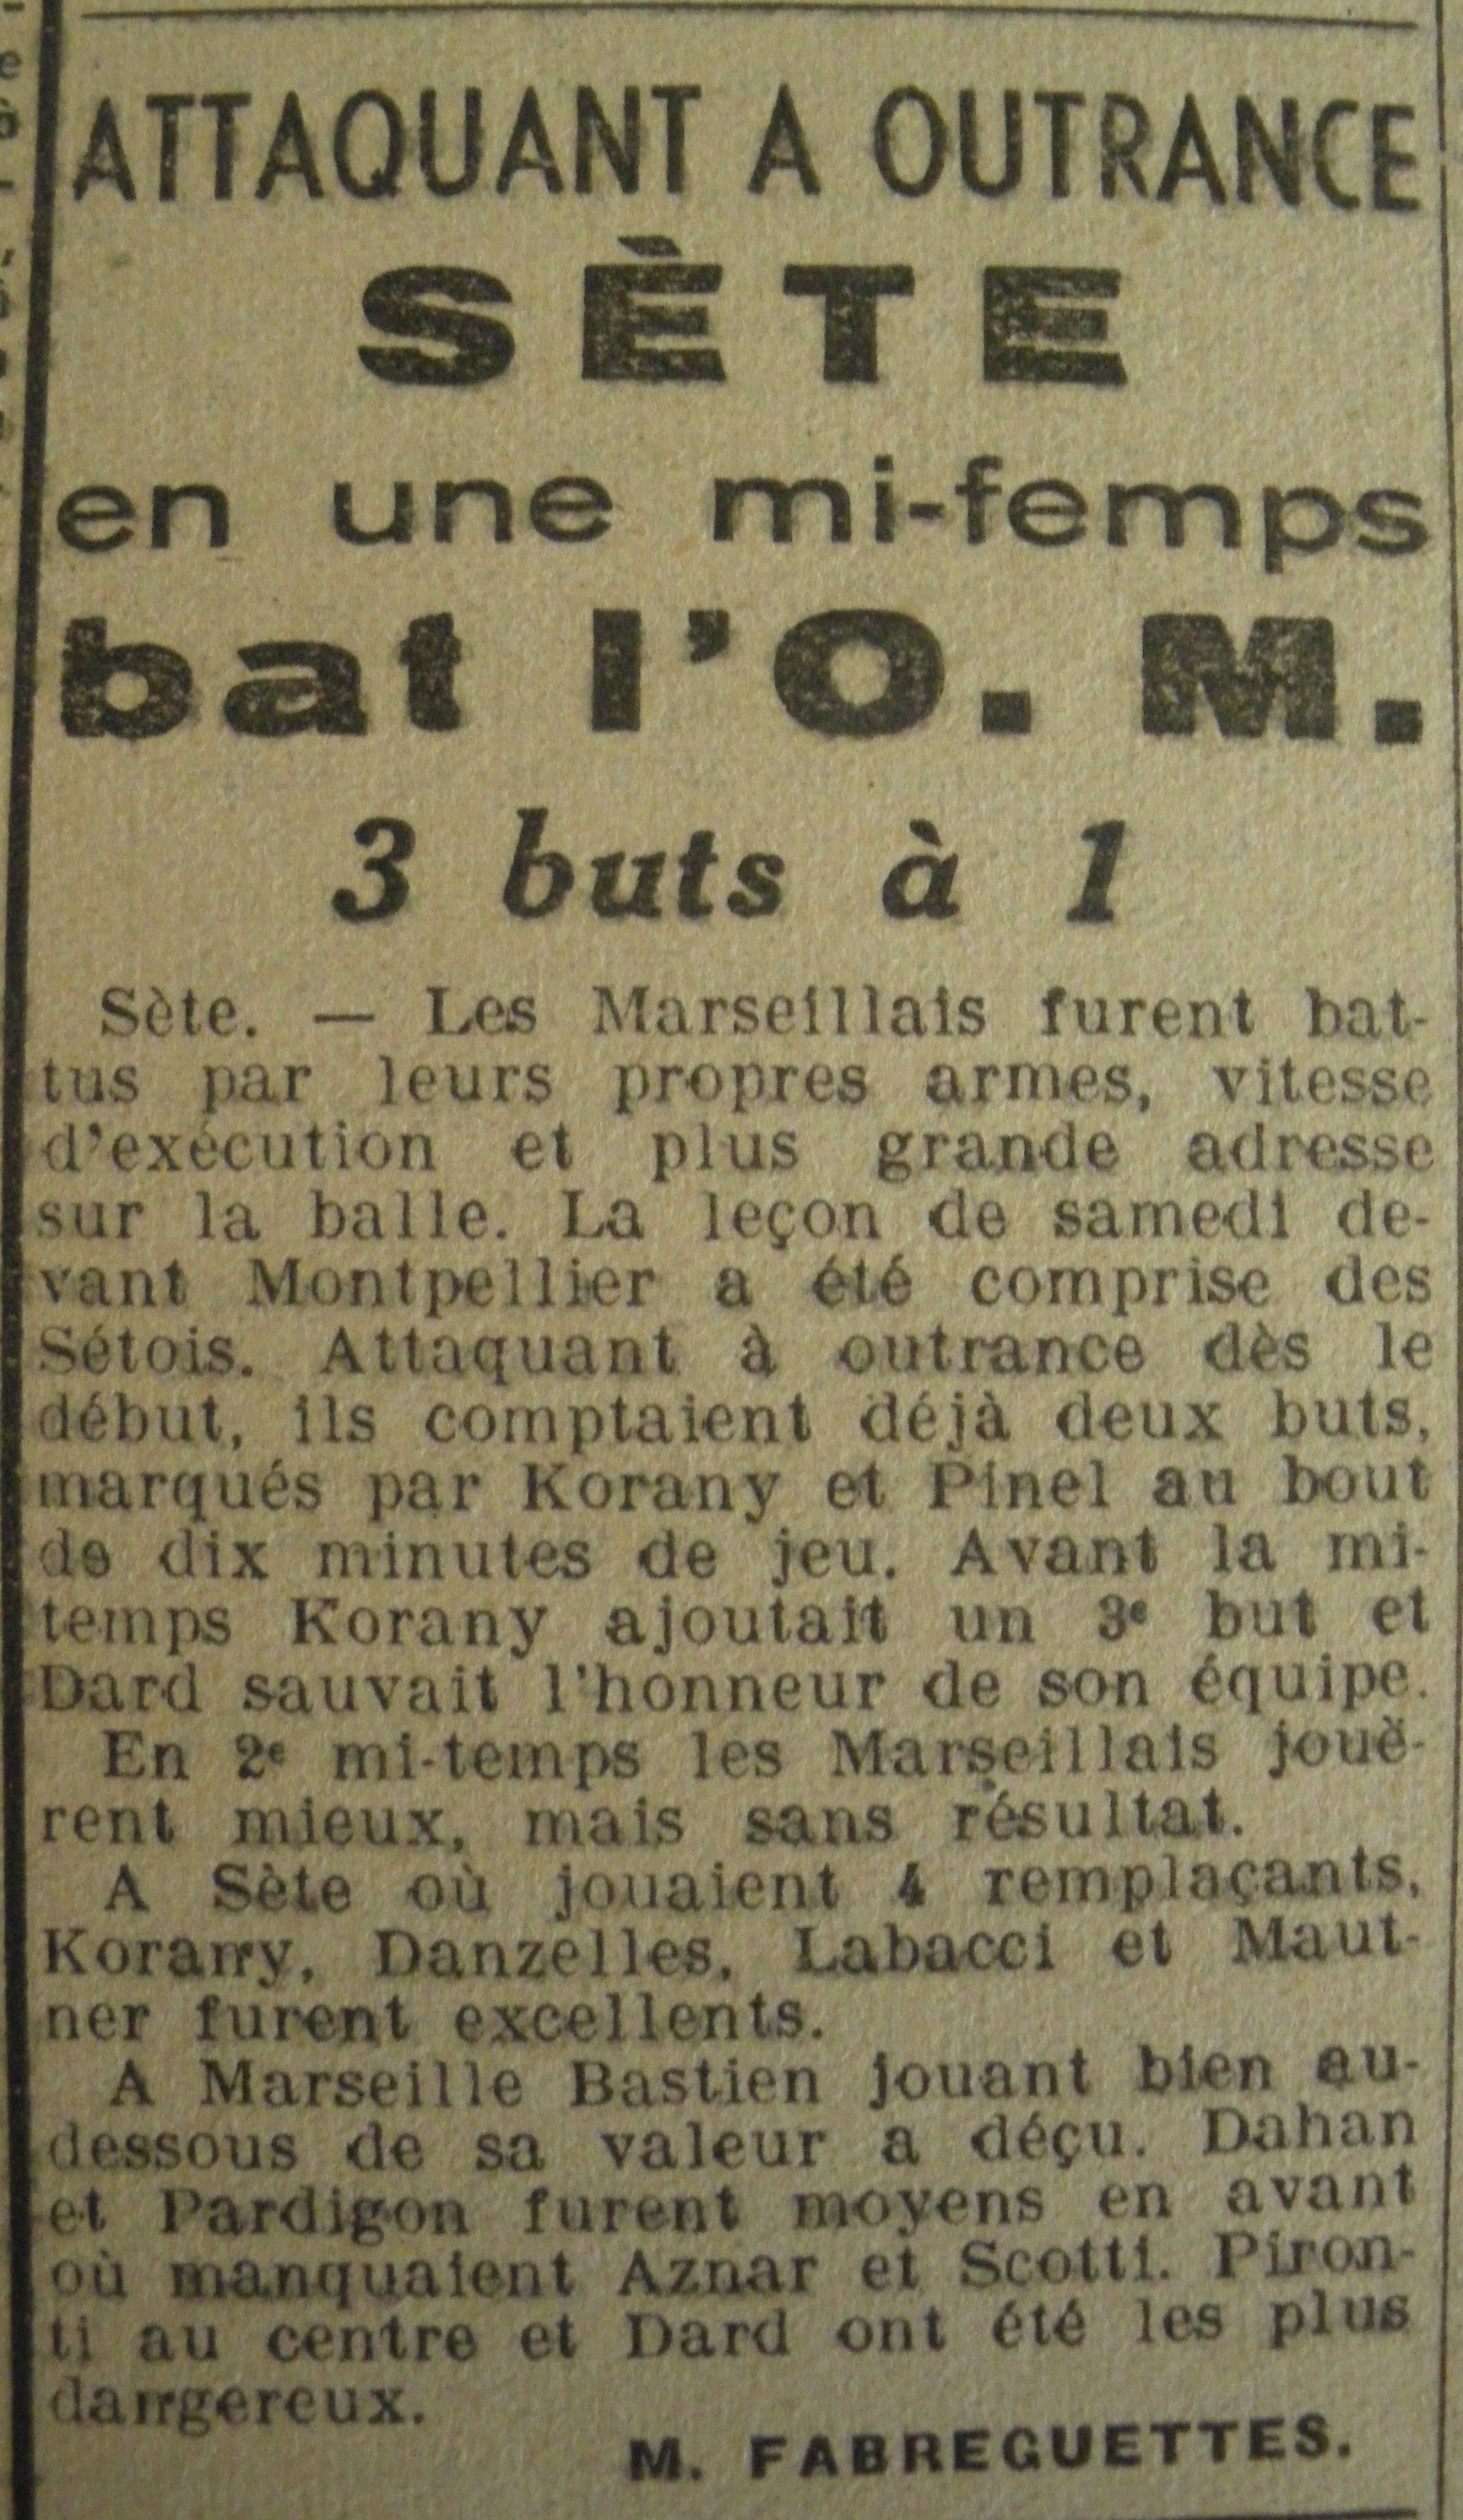 ATTAQUANT A OUTRANCE
SÈTE
en une mi-temps
bat l'O. M.
3 buts à 1
Sète. — Les Marseillais furent bat-
tus par leurs propres armes, vitesse
d'exécution et plus grande adresse
sur la balle. La leçon de samedi de-
vant Montpellier a été comprise des
Sétois. Attaquant à outrance dès le
début, ils comptaient déjà deux buts,
marqués par Korany et Pinel au bout
de dix minutes de jeu. Avant la mi-
temps Korany ajoutait un 3e but et
Dard sauvait l'honneur de son équipe.
En 2e mi-temps les Marseillais jouè-
rent mieux, mais sans résultat.
A Sète où jouaient 4 remplaçants,
Korany, Danzelles, Labacci et Maut-
ner furent excellents.
A Marseille Bastien jouant bien au-
dessous de sa valeur a déçu. Dahan
et Pardigon furent moyens en avant
où manquaient Aznar et Scotti. Piron-
ti au centre et Dard ont été les plus
dangereux.
M. FABREGUETTES.